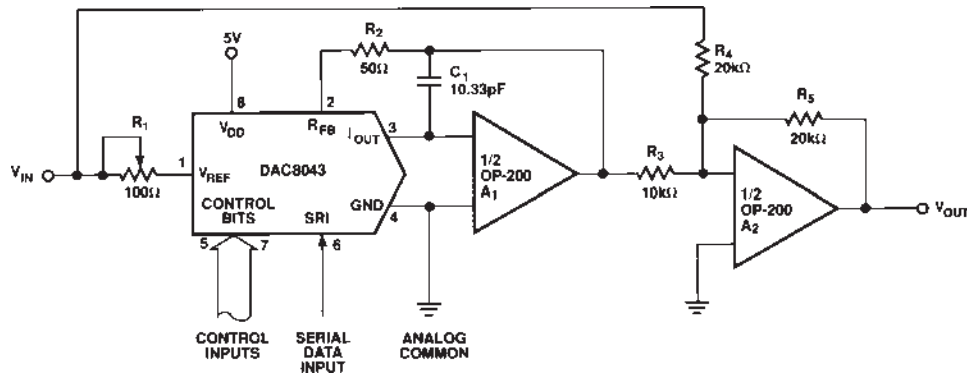 5V
R2
50Ω
C1
10.33pF
R4
20kΩ
R5
20kΩ
8
2
3
VDD
RFB
IOUT
R1
100Ω
VIN
1
VREF
DAC8043
CONTROL
BITS
SRI
GND
4
5
7
6
1/2
OP-200
A1
R3
10kΩ
1/2
OP-200
A2
VOUT
CONTROL
INPUTS
SERIAL
DATA
INPUT
ANALOG
COMMON